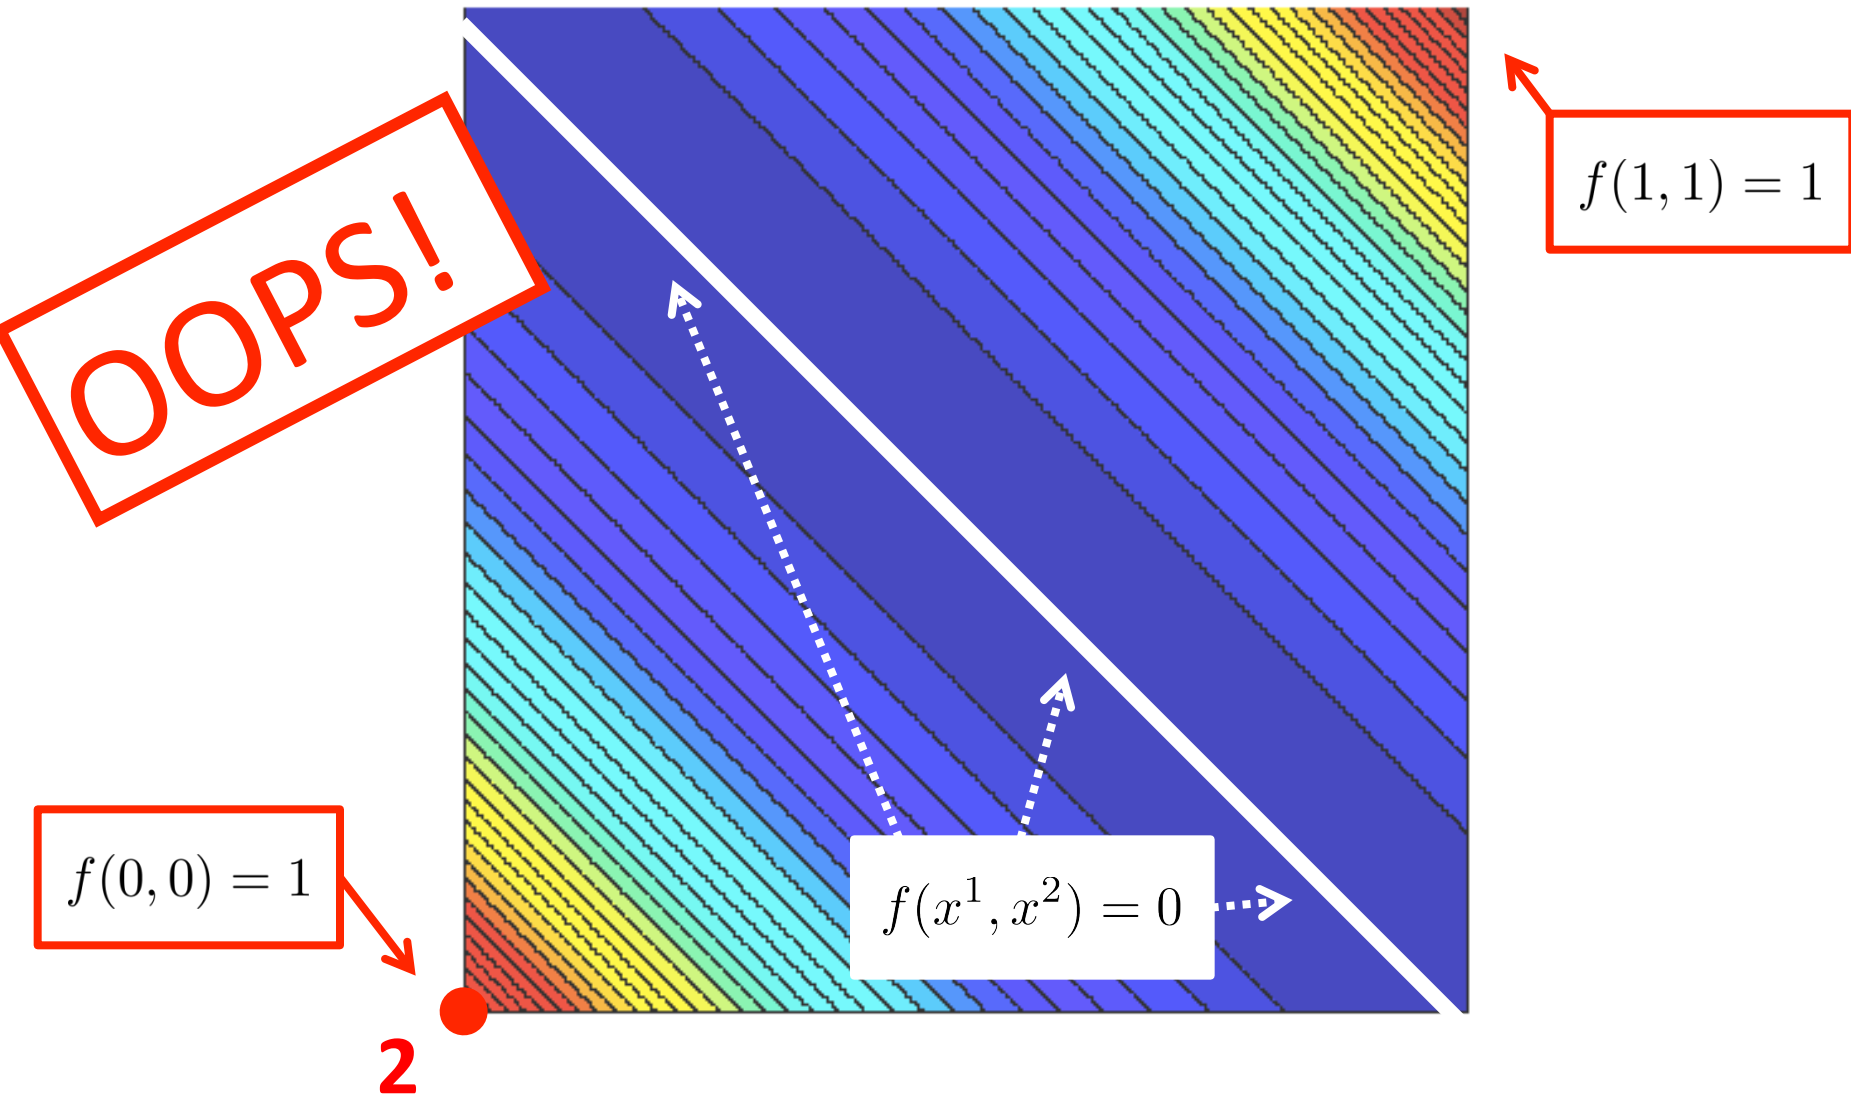 OOPS!
f(1, 1) = 1
f(0, 0) = 1
f(x¹, x²) = 0
2